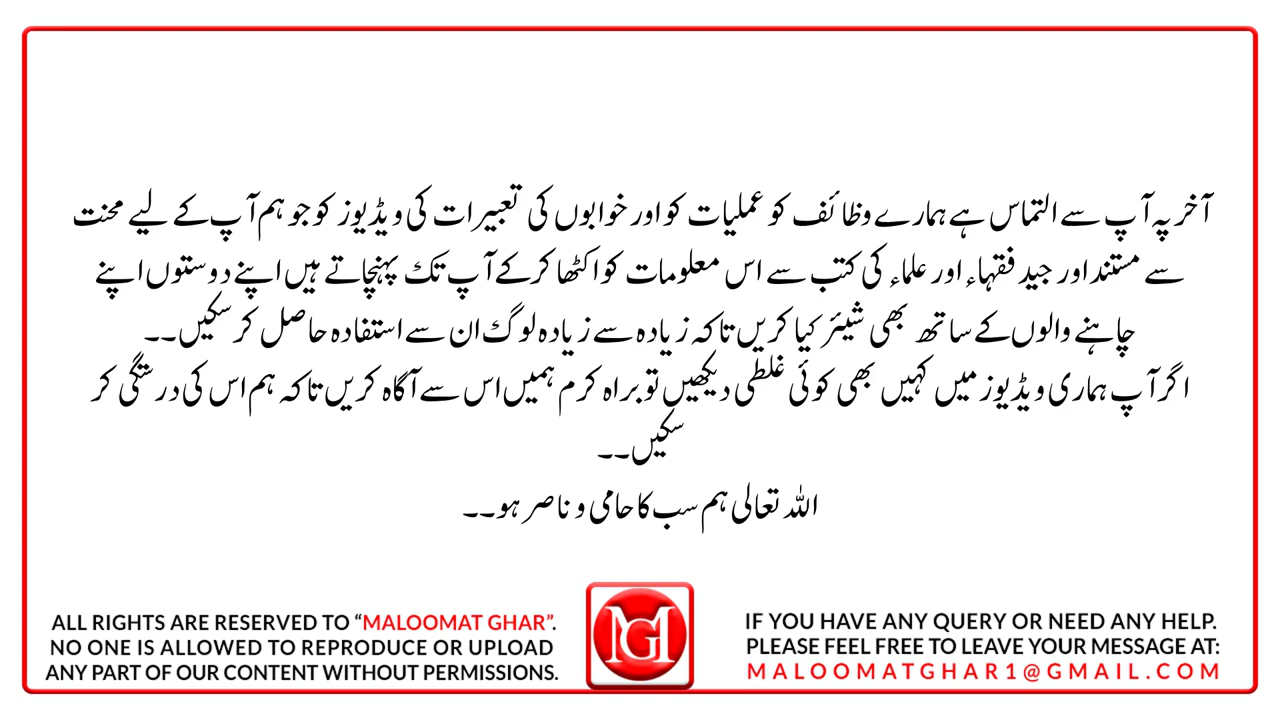 آخر پہ آپ سے التماس ہے ہمارے وظائف کو عملیات کو اور خوابوں کی تعبیرات کی ویڈیوز کو جو ہم آپ کے لیے محنت
سے مستند اور جید فقہاء اور علماء کی کتب سے اس معلومات کو اکٹھا کر کے آپ تک پہنچاتے ہیں اپنے دوستوں اپنے
چاہنے والوں کے ساتھ بھی شیئر کیا کریں تاکہ زیادہ سے زیادہ لوگ ان سے استفادہ حاصل کر سکیں۔۔
اگر آپ ہماری ویڈیوز میں کہیں بھی کوئی غلطی دیکھیں تو براہ کرم ہمیں اس سے آگاہ کریں تاکہ ہم اس کی درستگی کر
سکیں۔۔
اللہ تعالی ہم سب کا حامی و ناصر ہو۔۔
ALL RIGHTS ARE RESERVED TO “MALOOMAT GHAR”.
NO ONE IS ALLOWED TO REPRODUCE OR UPLOAD
ANY PART OF OUR CONTENT WITHOUT PERMISSIONS.
MG
IF YOU HAVE ANY QUERY OR NEED ANY HELP.
PLEASE FEEL FREE TO LEAVE YOUR MESSAGE AT:
MALOOMATGHAR1@GMAIL.COM